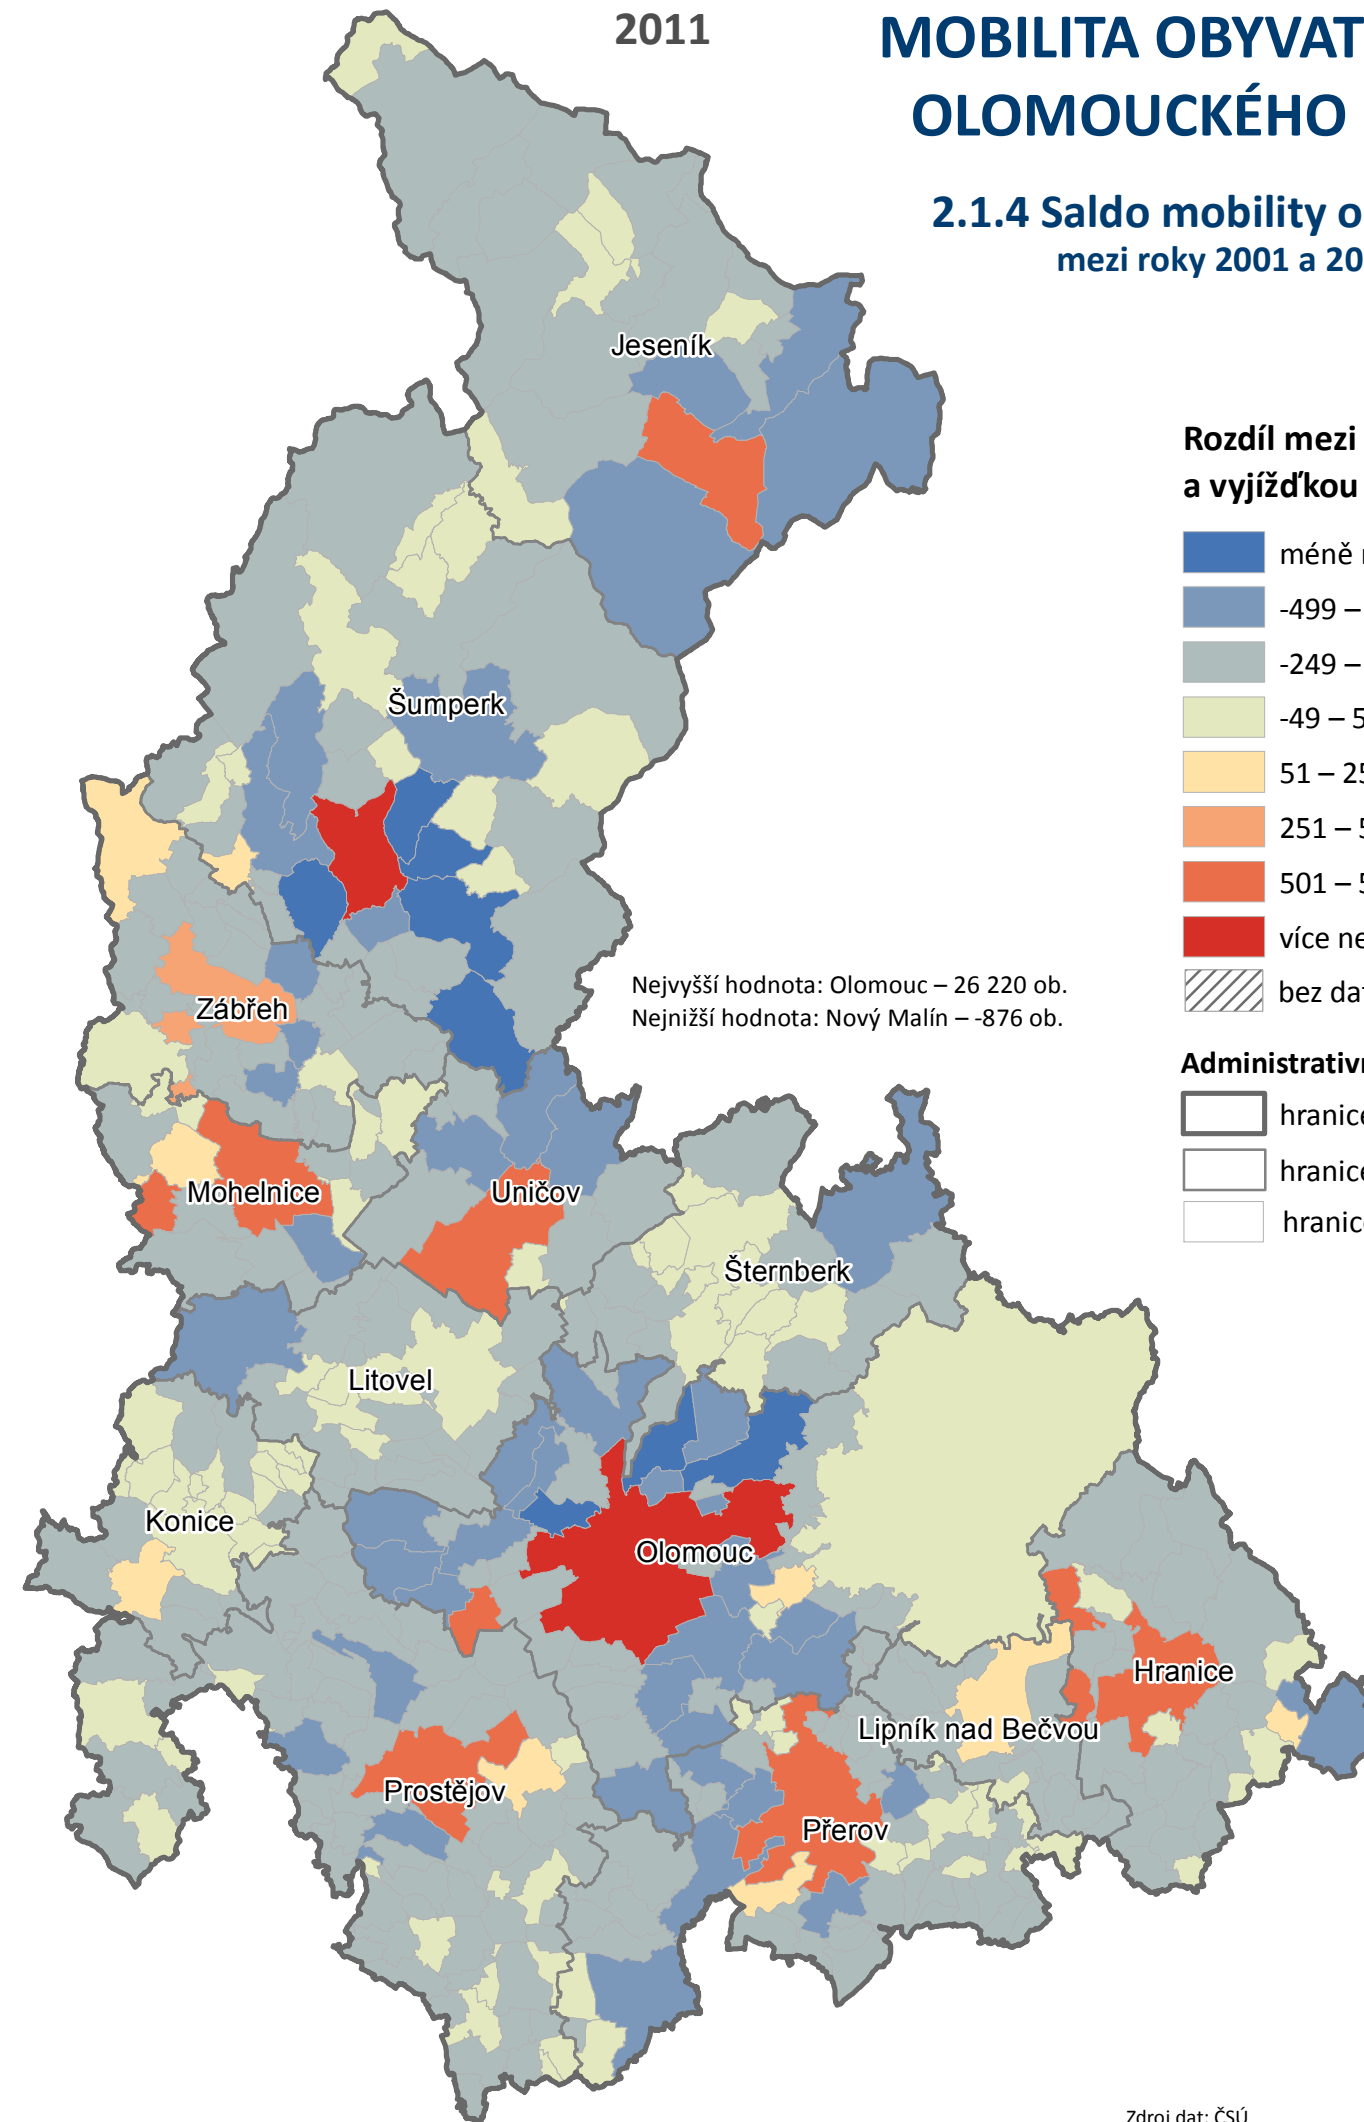 2011
MOBILITA OBYVAT
OLOMOUCKÉHO
2.1.4 Saldo mobility o
mezi roky 2001 a 20
Jeseník
Rozdíl mezi
a vyjížďkou
méně
-499 –
-249 –
-49 – 5
51 – 25
251 – 5
501 – 5
více ne
bez dat
Šumperk
Nejvyšší hodnota: Olomouc – 26 220 ob.
Nejnižší hodnota: Nový Malín – -876 ob.
Zábřeh
Administrativn
hranice
hranice
hranice
Mohelnice
Uničov
Šternberk
Litovel
Konice
Olomouc
Hranice
Lipník nad Bečvou
Prostějov
Přerov
Zdroj dat: ČSÚ